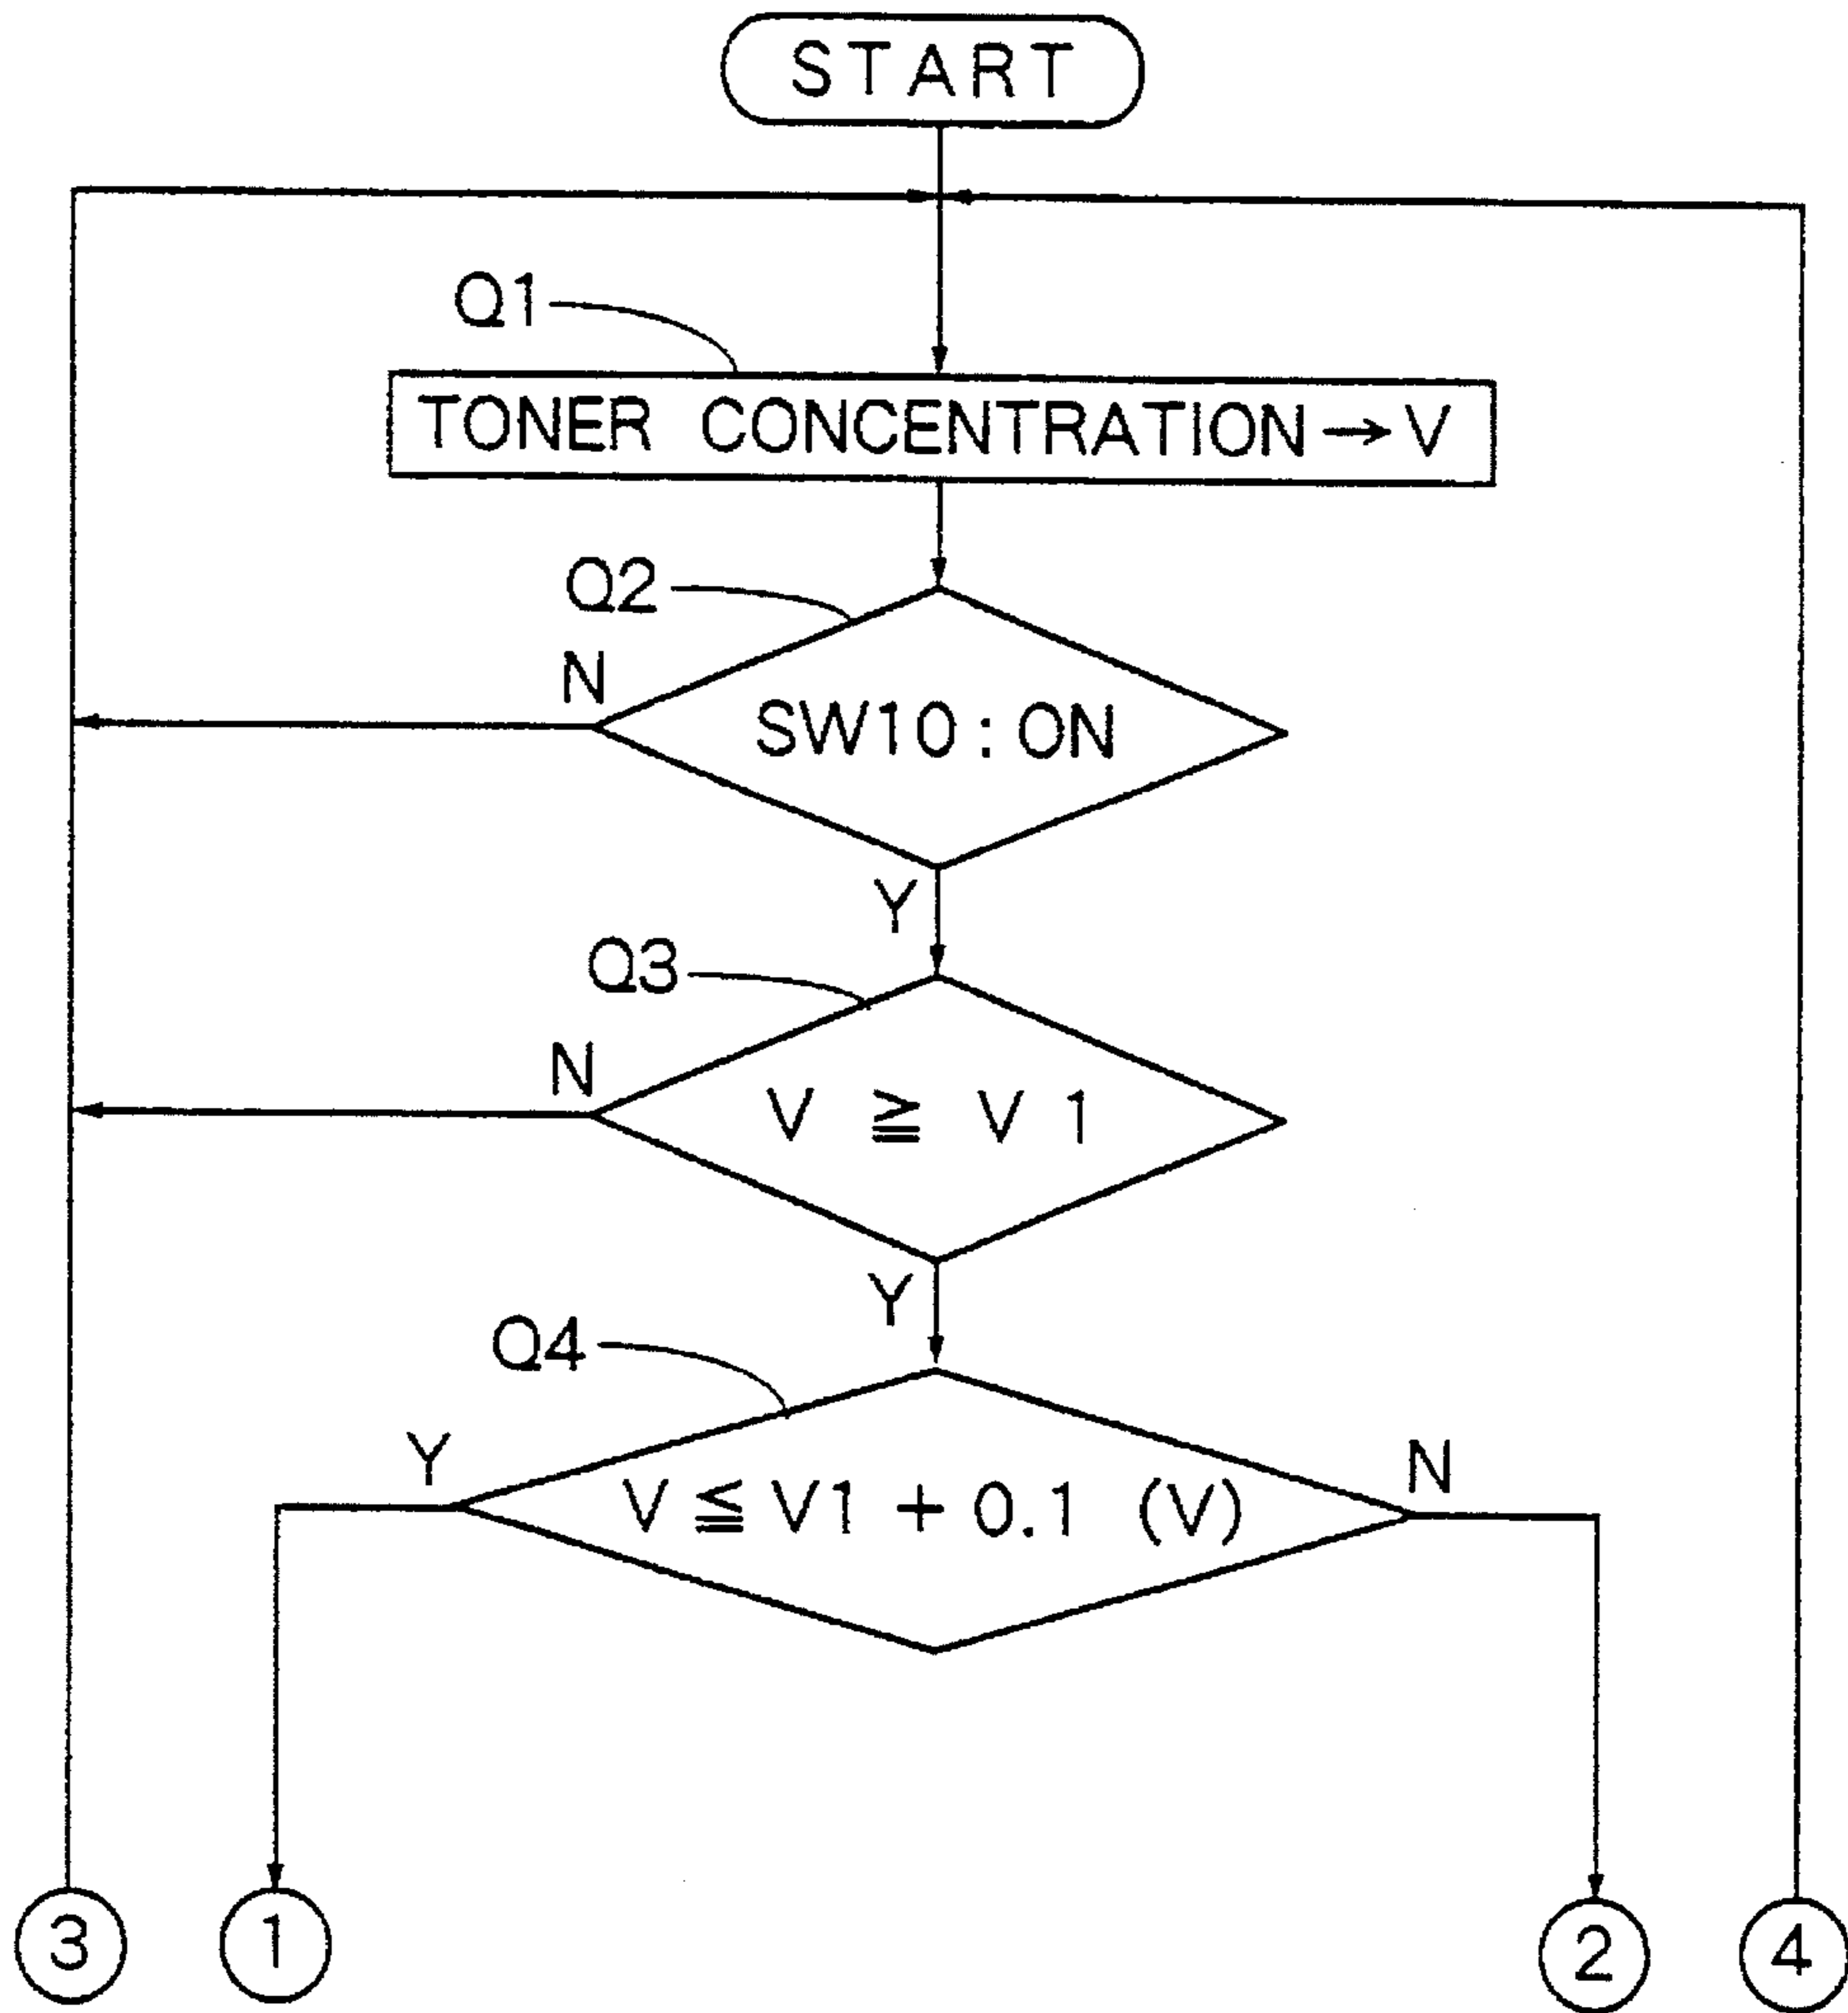 START
Q1
TONER CONCENTRATION → V
Q2
N
SW10 : ON
Y
Q3
N
V ≧ V 1
Y
Q4
Y
N
V ≦ V1 + 0.1 (V)
3
1
2
4